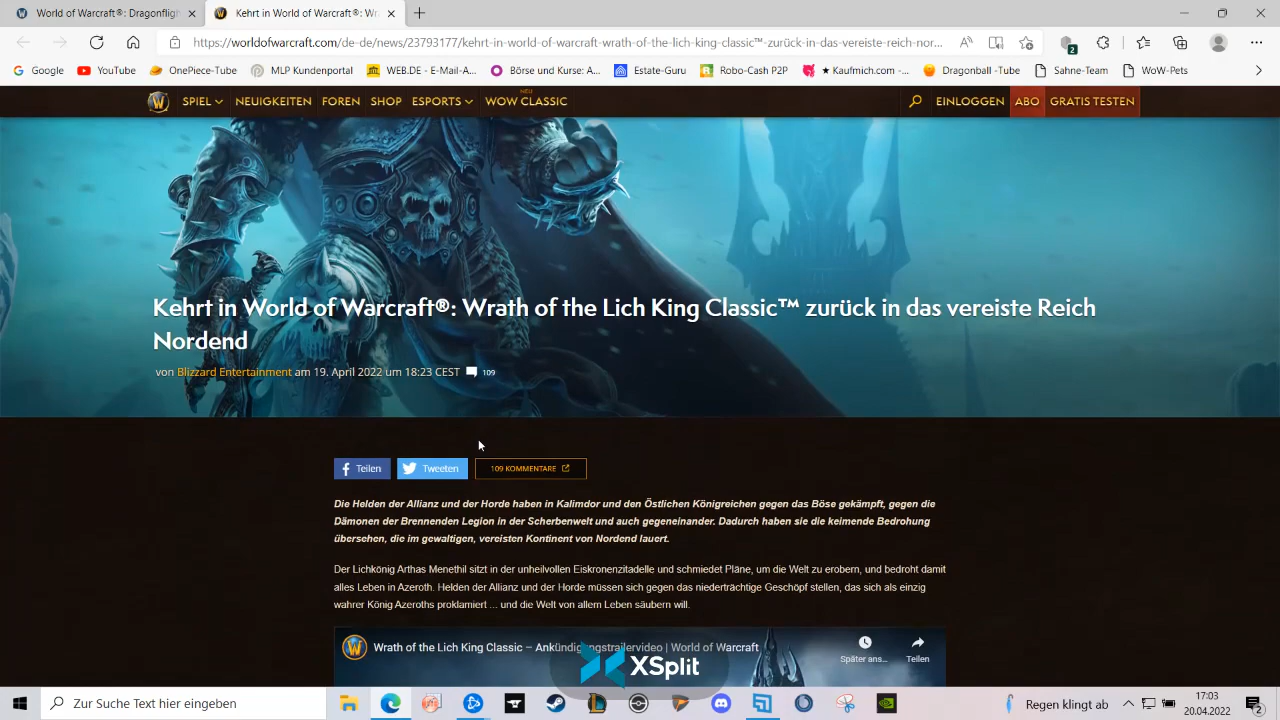 World of Warcraft®: Dragonfligh
Kehrt in World of Warcraft®: Wr
https://worldofwarcraft.com/de-de/news/23793177/kehrt-in-world-of-warcraft-wrath-of-the-lich-king-classic™-zurück-in-das-vereiste-reich-nor...
2
Google
YouTube
OnePiece-Tube
MLP Kundenportal
WEB.DE - E-Mail-A...
Börse und Kurse: A...
Estate-Guru
Robo-Cash P2P
★ Kaufmich.com -...
Dragonball -Tube
Sahne-Team
WoW-Pets
SPIEL
NEUIGKEITEN
FOREN
SHOP
ESPORTS
NEU
WOW CLASSIC
EINLOGGEN
ABO
GRATIS TESTEN
Kehrt in World of Warcraft®: Wrath of the Lich King Classic™ zurück in das vereiste Reich
Nordend
von Blizzard Entertainment am 19. April 2022 um 18:23 CEST 109
Teilen
Tweeten
109 KOMMENTARE
Die Helden der Allianz und der Horde haben in Kalimdor und den Östlichen Königreichen gegen das Böse gekämpft, gegen die
Dämonen der Brennenden Legion in der Scherbenwelt und auch gegeneinander. Dadurch haben sie die keimende Bedrohung
übersehen, die im gewaltigen, vereisten Kontinent von Nordend lauert.
Der Lichkönig Arthas Menethil sitzt in der unheilvollen Eiskronenzitadelle und schmiedet Pläne, um die Welt zu erobern, und bedroht damit
alles Leben in Azeroth. Helden der Allianz und der Horde müssen sich gegen das niederträchtige Geschöpf stellen, das sich als einzig
wahrer König Azeroths proklamiert ... und die Welt von allem Leben säubern will.
Wrath of the Lich King Classic – Ankündigungstrailervideo | World of Warcraft
Später ans...
Teilen
XSplit
Zur Suche Text hier eingeben
Regen klingt ab
17:03
20.04.2022
2